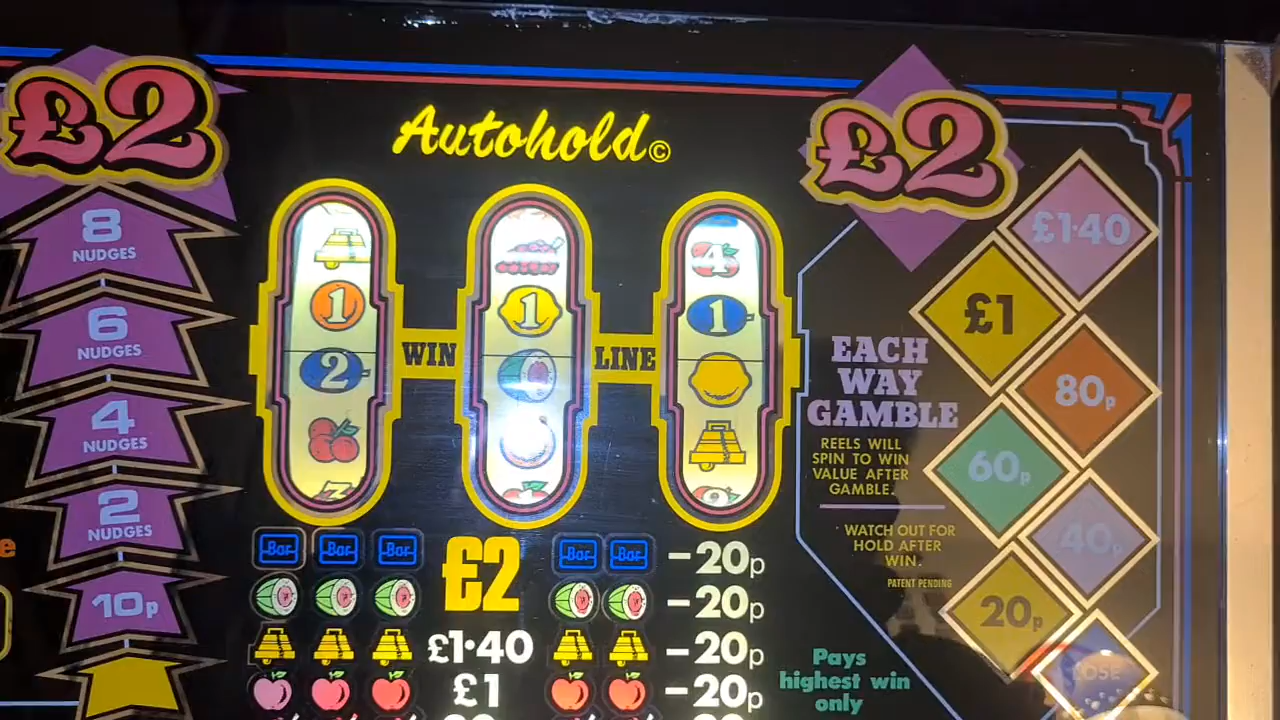 £2
Autohold©
£2
8
NUDGES
6
NUDGES
4
NUDGES
2
NUDGES
10p
1
2
1
4
1
9
WIN
LINE
£1·40
£1
80p
60p
40p
20p
LOSE
EACH
WAY
GAMBLE
REELS WILL
SPIN TO WIN
VALUE AFTER
GAMBLE.
WATCH OUT FOR
HOLD AFTER
WIN.
PATENT PENDING
Pays
highest win
only
Bar Bar Bar £2 Bar Bar -20p
-20p
£1·40 -20p
£1 -20p